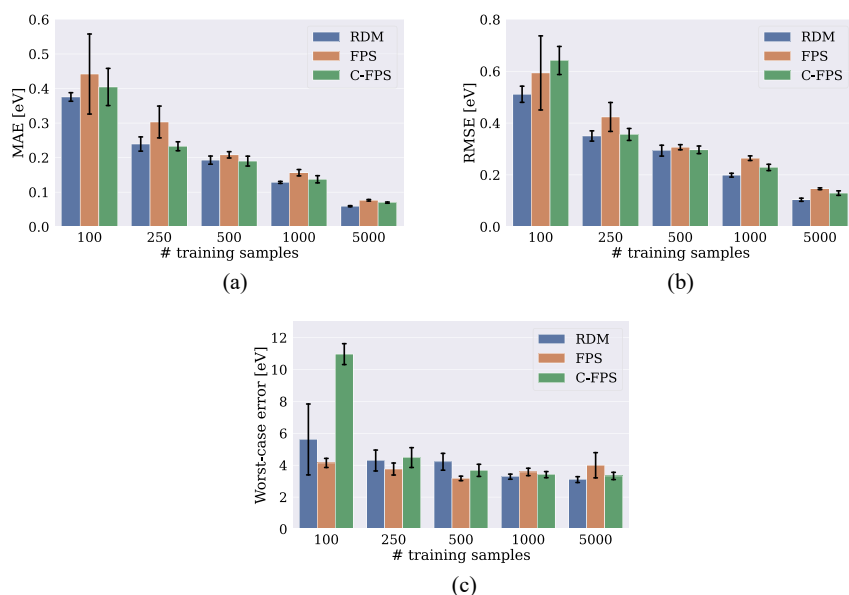 0.6
0.5
0.4
0.3
0.2
0.1
0.0
MAE [eV]
RDM
FPS
C-FPS
100 250 500 1000 5000
# training samples
(a)
0.8
0.6
0.4
0.2
0.0
RMSE [eV]
RDM
FPS
C-FPS
100 250 500 1000 5000
# training samples
(b)
12
10
8
6
4
2
0
Worst-case error [eV]
RDM
FPS
C-FPS
100 250 500 1000 5000
# training samples
(c)